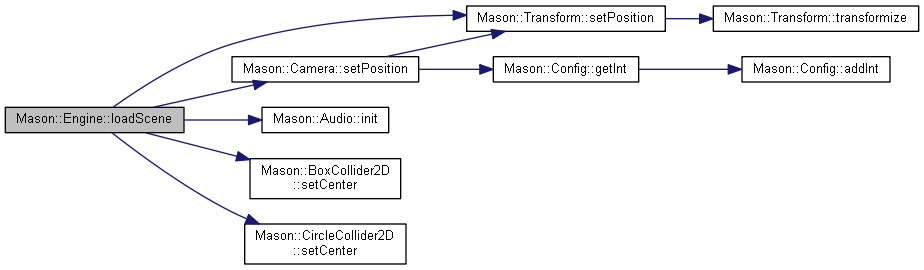 Mason::Transform::setPosition
Mason::Transform::transformize
Mason::Camera::setPosition
Mason::Config::getInt
Mason::Config::addInt
Mason::Engine::loadScene
Mason::Audio::init
Mason::BoxCollider2D
::setCenter
Mason::CircleCollider2D
::setCenter